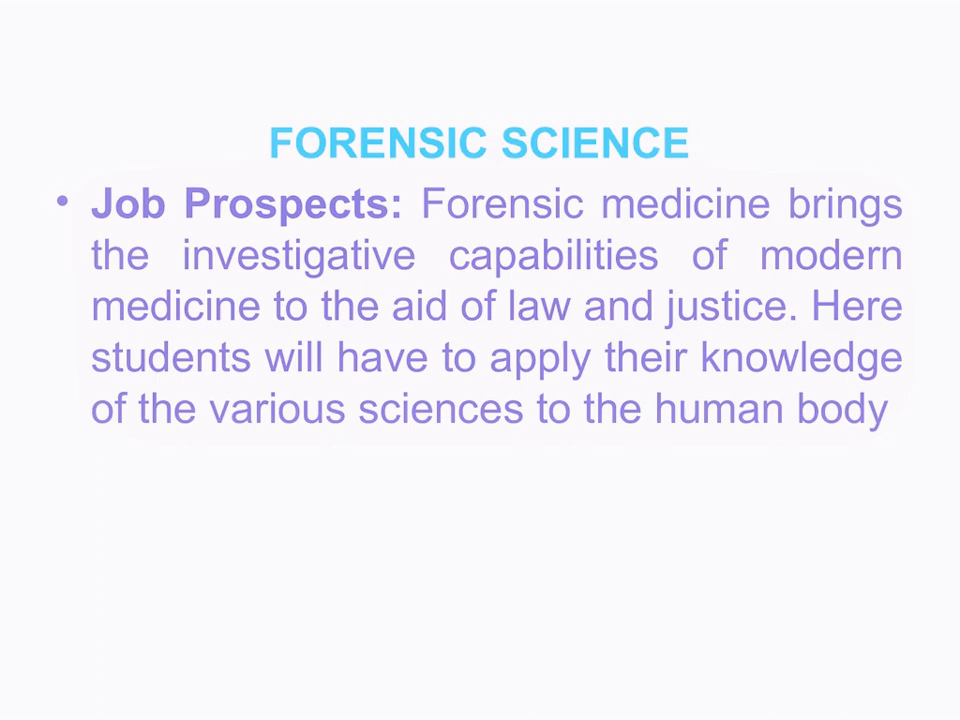 FORENSIC SCIENCE
• Job Prospects: Forensic medicine brings
the investigative capabilities of modern
medicine to the aid of law and justice. Here
students will have to apply their knowledge
of the various sciences to the human body